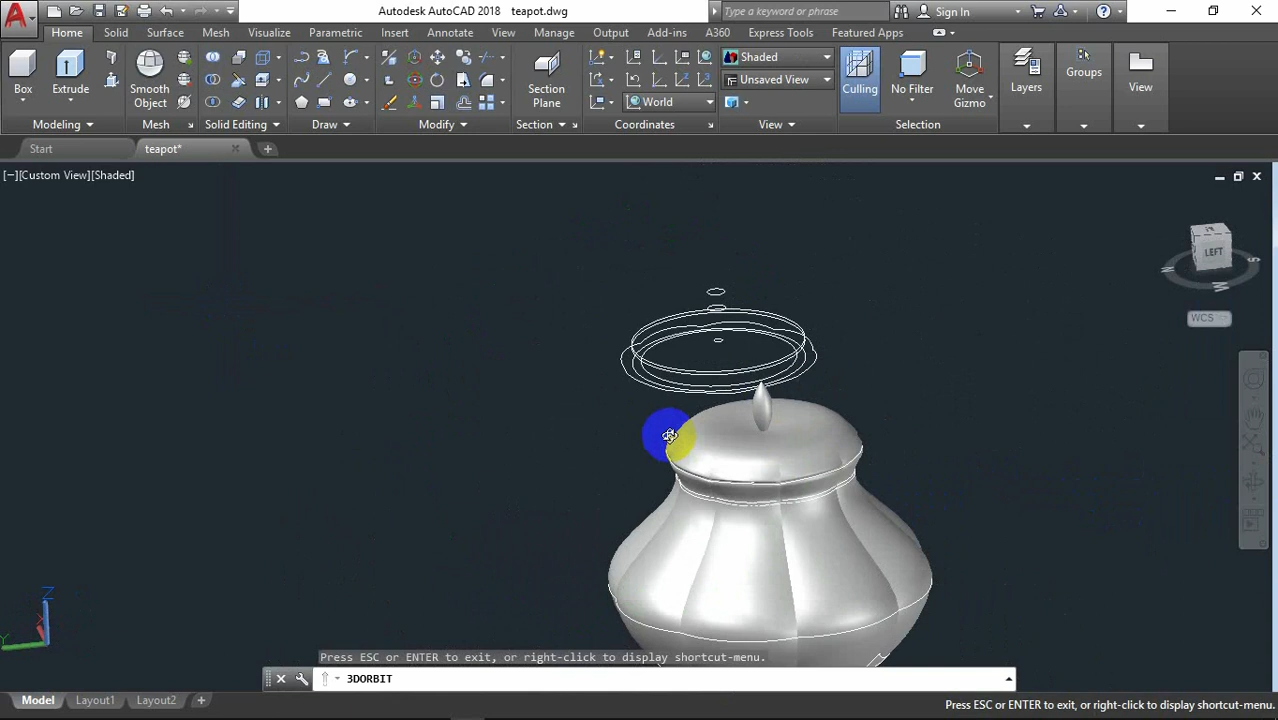 Autodesk AutoCAD 2018 teapot.dwg
Type a keyword or phrase
Sign In
Home Solid Surface Mesh Visualize Parametric Insert Annotate View Manage Output Add-ins A360 Express Tools Featured Apps
Box
Extrude
Smooth
Object
Section
Plane
World
Shaded
Unsaved View
Culling
No Filter
Move
Gizmo
Layers
Groups
View
Modeling Mesh Solid Editing Draw Modify Section Coordinates View Selection
Start
teapot*
[−][Custom View][Shaded]
LEFT
N
S
W
WCS
Z
X
Y
Press ESC or ENTER to exit, or right-click to display shortcut-menu.
3DORBIT
Model Layout1 Layout2
Press ESC or ENTER to exit, or right-click to display shortcut-menu.